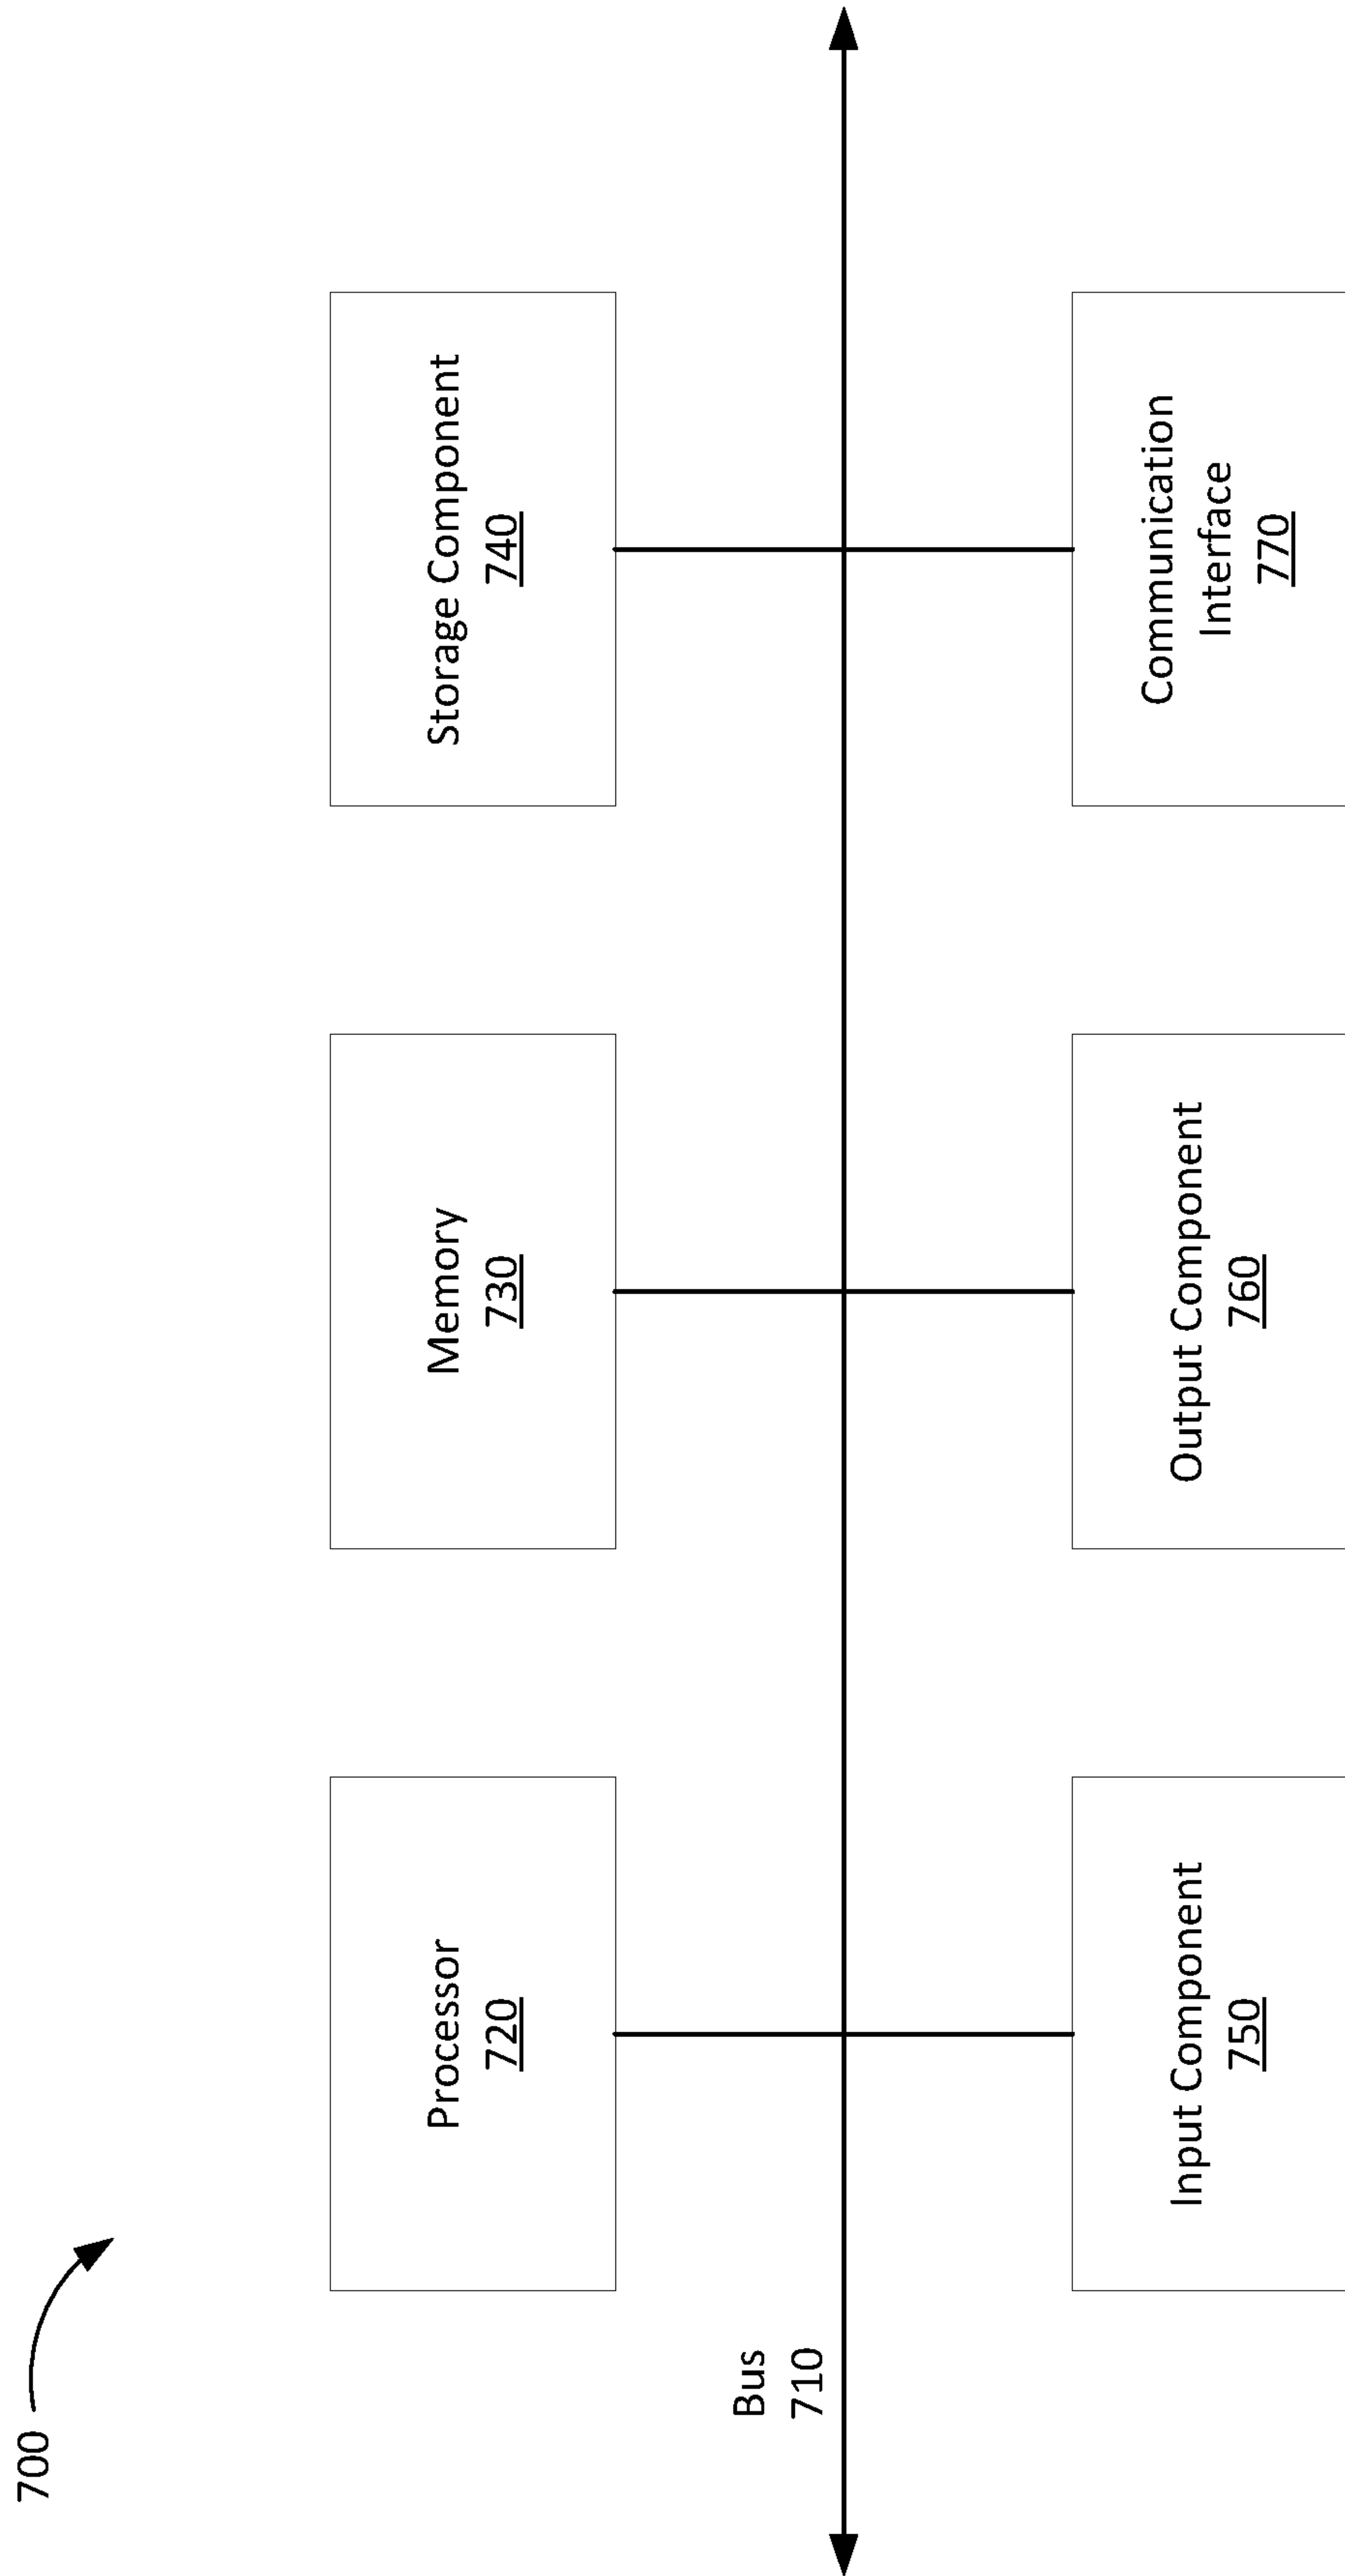 700
Processor
720
Memory
730
Storage Component
740
Bus
710
Input Component
750
Output Component
760
Communication
Interface
770